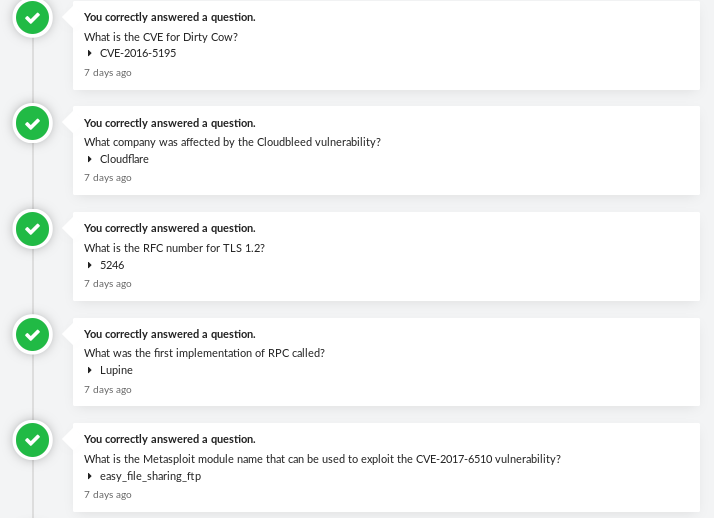 You correctly answered a question.
What is the CVE for Dirty Cow?
CVE-2016-5195
7 days ago
You correctly answered a question.
What company was affected by the Cloudbleed vulnerability?
Cloudflare
7 days ago
You correctly answered a question.
What is the RFC number for TLS 1.2?
5246
7 days ago
You correctly answered a question.
What was the first implementation of RPC called?
Lupine
7 days ago
You correctly answered a question.
What is the Metasploit module name that can be used to exploit the CVE-2017-6510 vulnerability?
easy_file_sharing_ftp
7 days ago